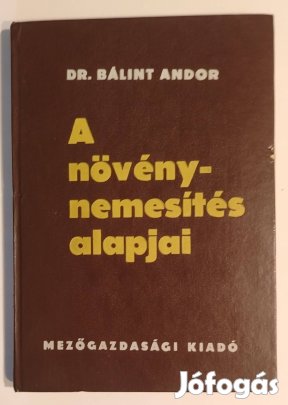 DR. BÁLINT ANDOR
A
növény-
nemesítés
alapjai
MEZŐGAZDASÁGI KIADÓ
Jófogás